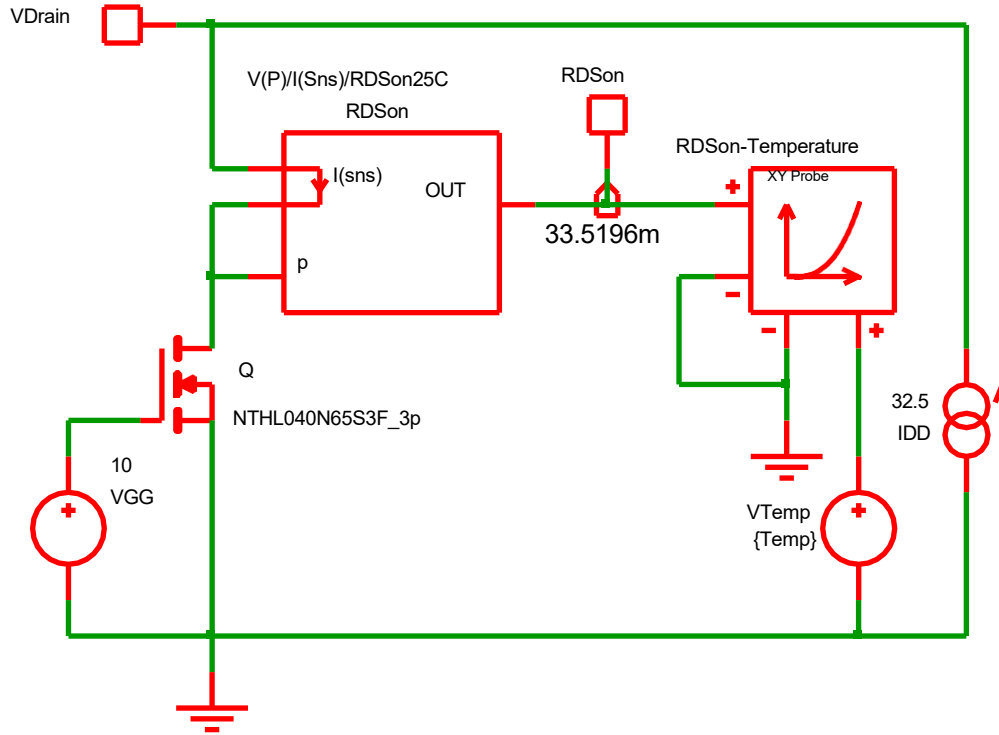 VDrain
V(P)/I(Sns)/RDSon25C
RDSon
RDSon
RDSon-Temperature
XY Probe
I(sns)
OUT
+
33.5196m
p
-
-
+
Q
NTHL040N65S3F_3p
32.5
IDD
10
VGG
+
VTemp
{Temp}
+